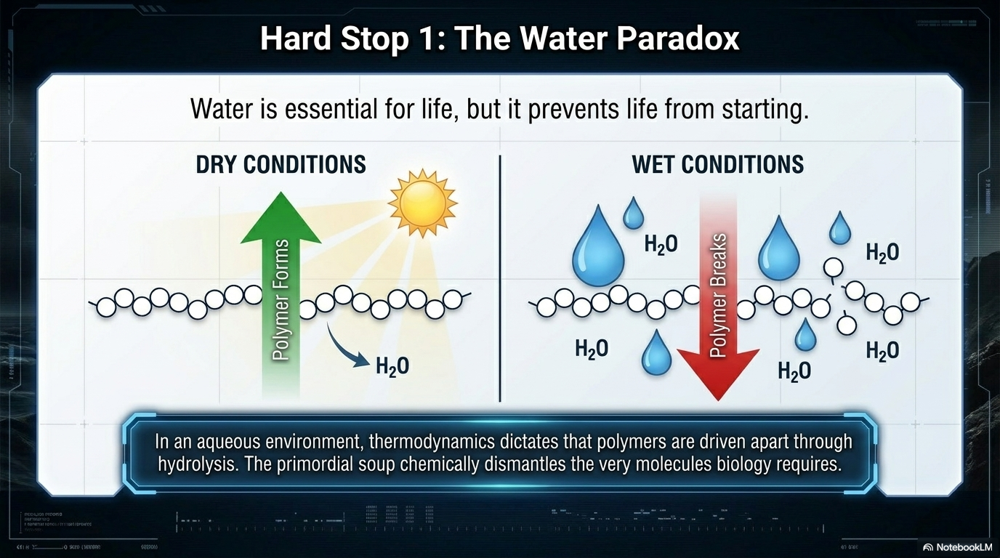 Hard Stop 1: The Water Paradox
Water is essential for life, but it prevents life from starting.
DRY CONDITIONS
Polymer Forms
H₂O
WET CONDITIONS
H₂O
Polymer Breaks
H₂O
H₂O
H₂O
H₂O
In an aqueous environment, thermodynamics dictates that polymers are driven apart through
hydrolysis. The primordial soup chemically dismantles the very molecules biology requires.
NotebookLM